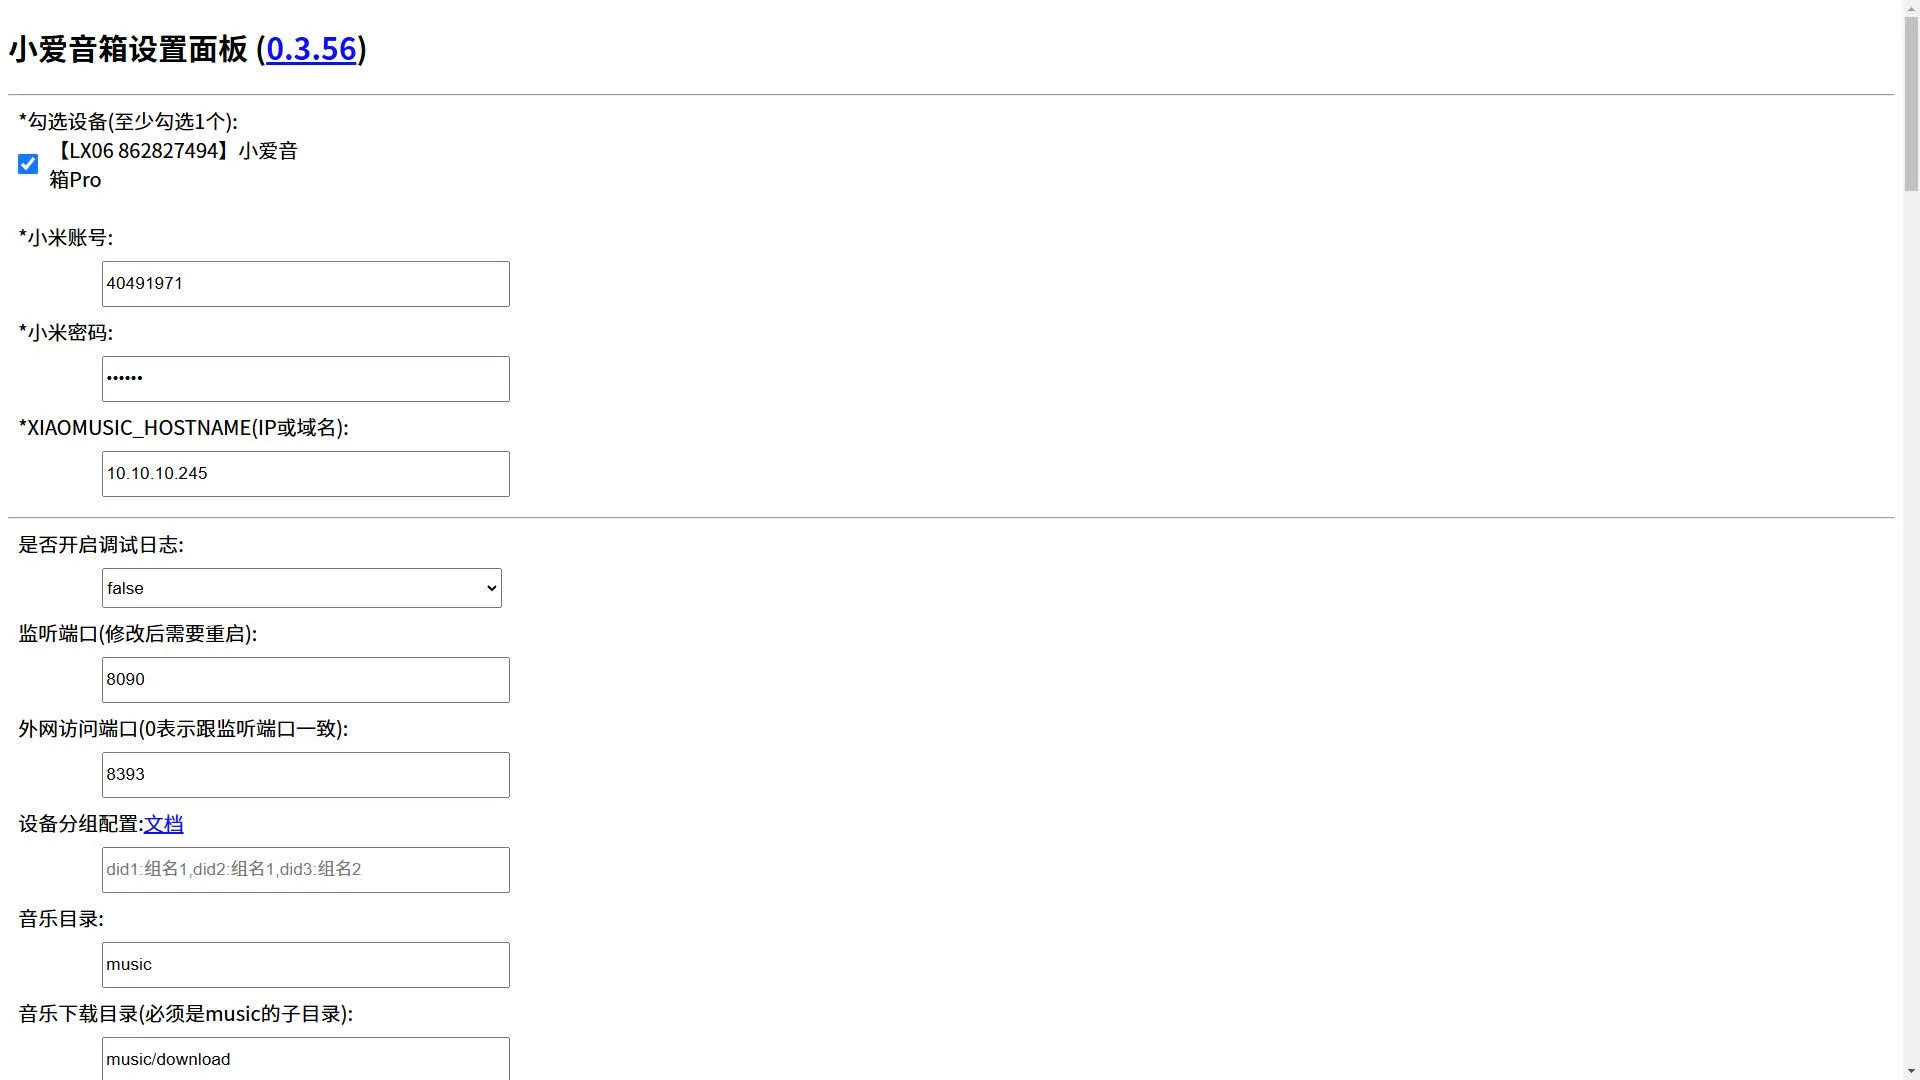 小爱音箱设置面板 (0.3.56)
*勾选设备(至少勾选1个):
【LX06 862827494】小爱音
箱Pro
*小米账号:
40491971
*小米密码:
••••••
*XIAOMUSIC_HOSTNAME(IP或域名):
10.10.10.245
是否开启调试日志:
false
监听端口(修改后需要重启):
8090
外网访问端口(0表示跟监听端口一致):
8393
设备分组配置:文档
did1:组名1,did2:组名1,did3:组名2
音乐目录:
music
音乐下载目录(必须是music的子目录):
music/download